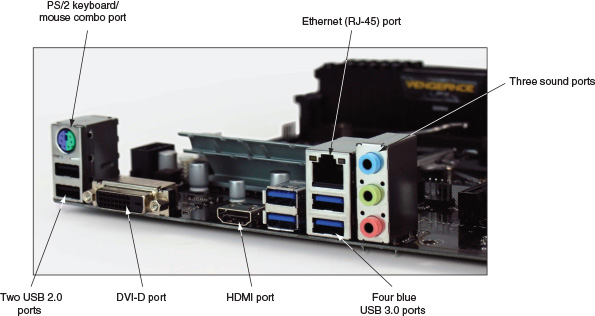 PS/2 keyboard/
mouse combo port
Ethernet (RJ-45) port
VENGEANCE
Three sound ports
Two USB 2.0
ports
DVI-D port
HDMI port
Four blue
USB 3.0 ports